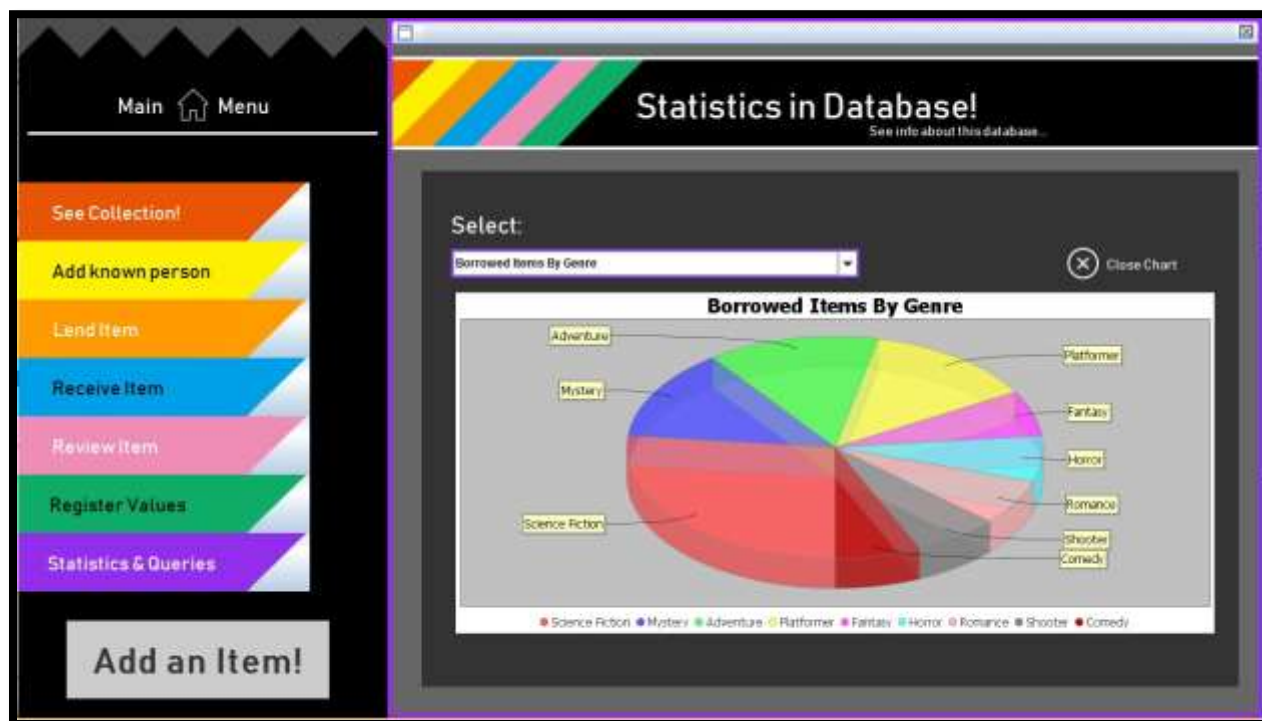 Main Menu
See Collection!
Add known person
Lend Item
Receive Item
Review Item
Register Values
Statistics & Queries
Add an Item!
Statistics in Database!
See info about this database...
Select:
Borrowed Items By Genre
Close Chart
Borrowed Items By Genre
Adventure
Platformer
Mystery
Fantasy
Horror
Romance
Science Fiction
Shooter
Comedy
Science Fiction Mystery Adventure Platformer Fantasy Horror Romance Shooter Comedy